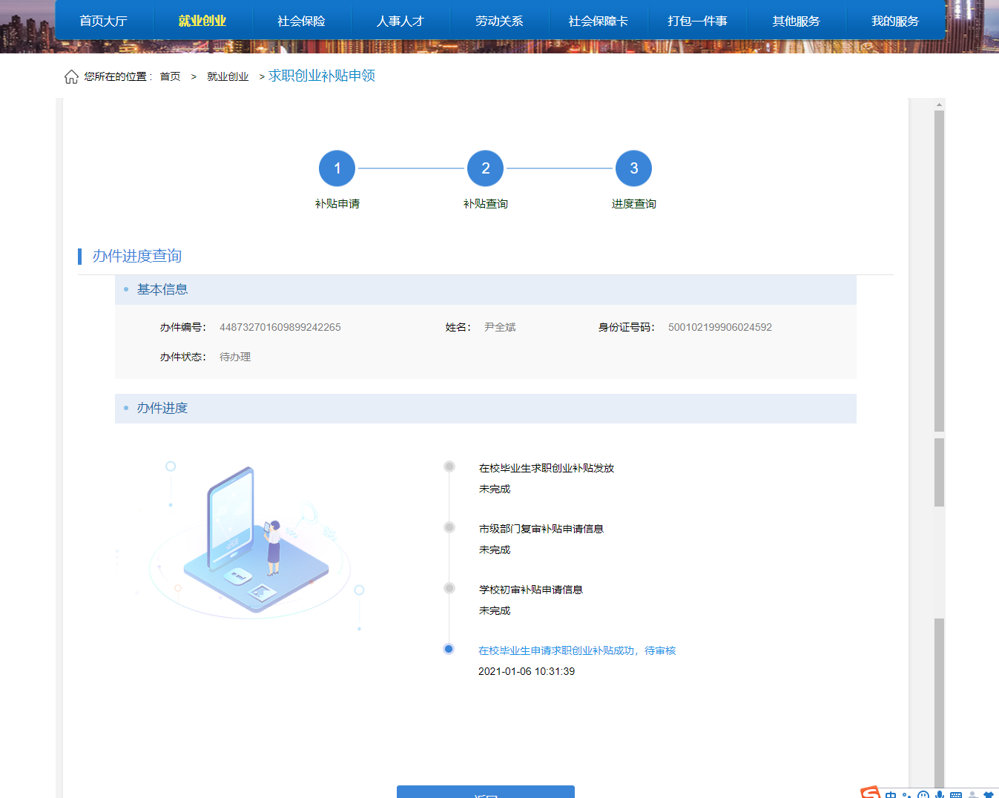 首页大厅 就业创业 社会保险 人事人才 劳动关系 社会保障卡 打包一件事 其他服务 我的服务
您所在的位置： 首页 > 就业创业 > 求职创业补贴申领
1 2 3
补贴申请 补贴查询 进度查询
办件进度查询
基本信息
办件编号： 448732701609899242265 姓名： 尹全斌 身份证号码： 500102199906024592
办件状态： 待办理
办件进度
在校毕业生求职创业补贴发放
未完成
市级部门复审补贴申请信息
未完成
学校初审补贴申请信息
未完成
在校毕业生申请求职创业补贴成功，待审核
2021-01-06 10:31:39
返回
中